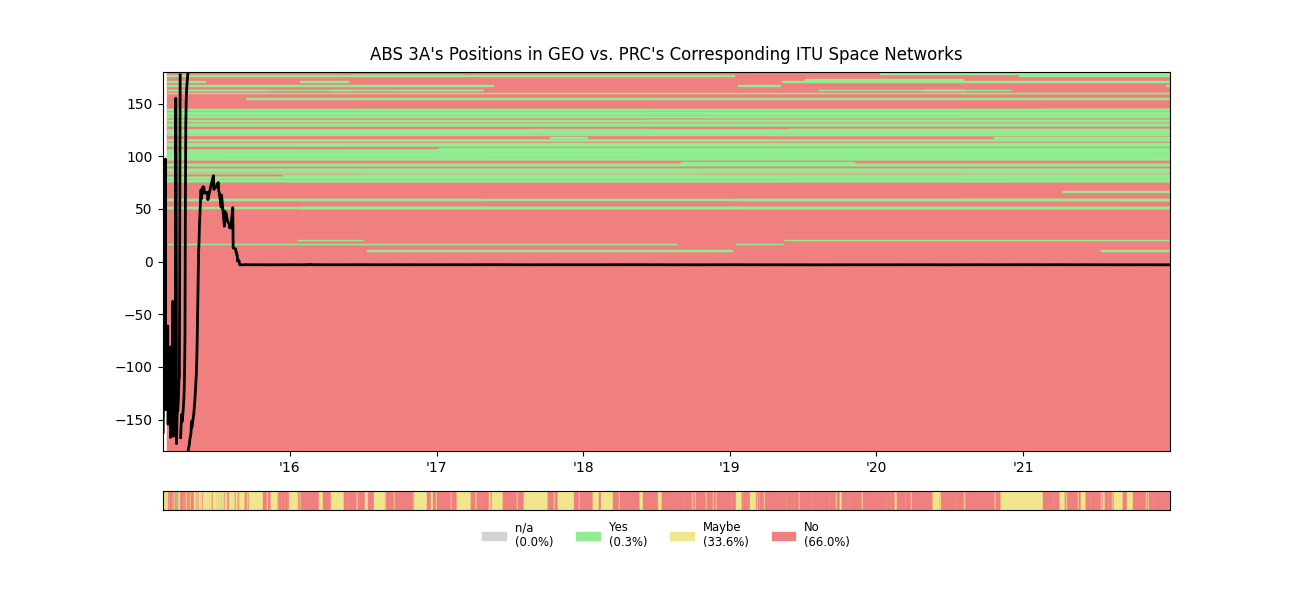 ABS 3A's Positions in GEO vs. PRC's Corresponding ITU Space Networks
150
100
50
0
−50
−100
−150
'16 '17 '18 '19 '20 '21
n/a Yes Maybe No
(0.0%) (0.3%) (33.6%) (66.0%)